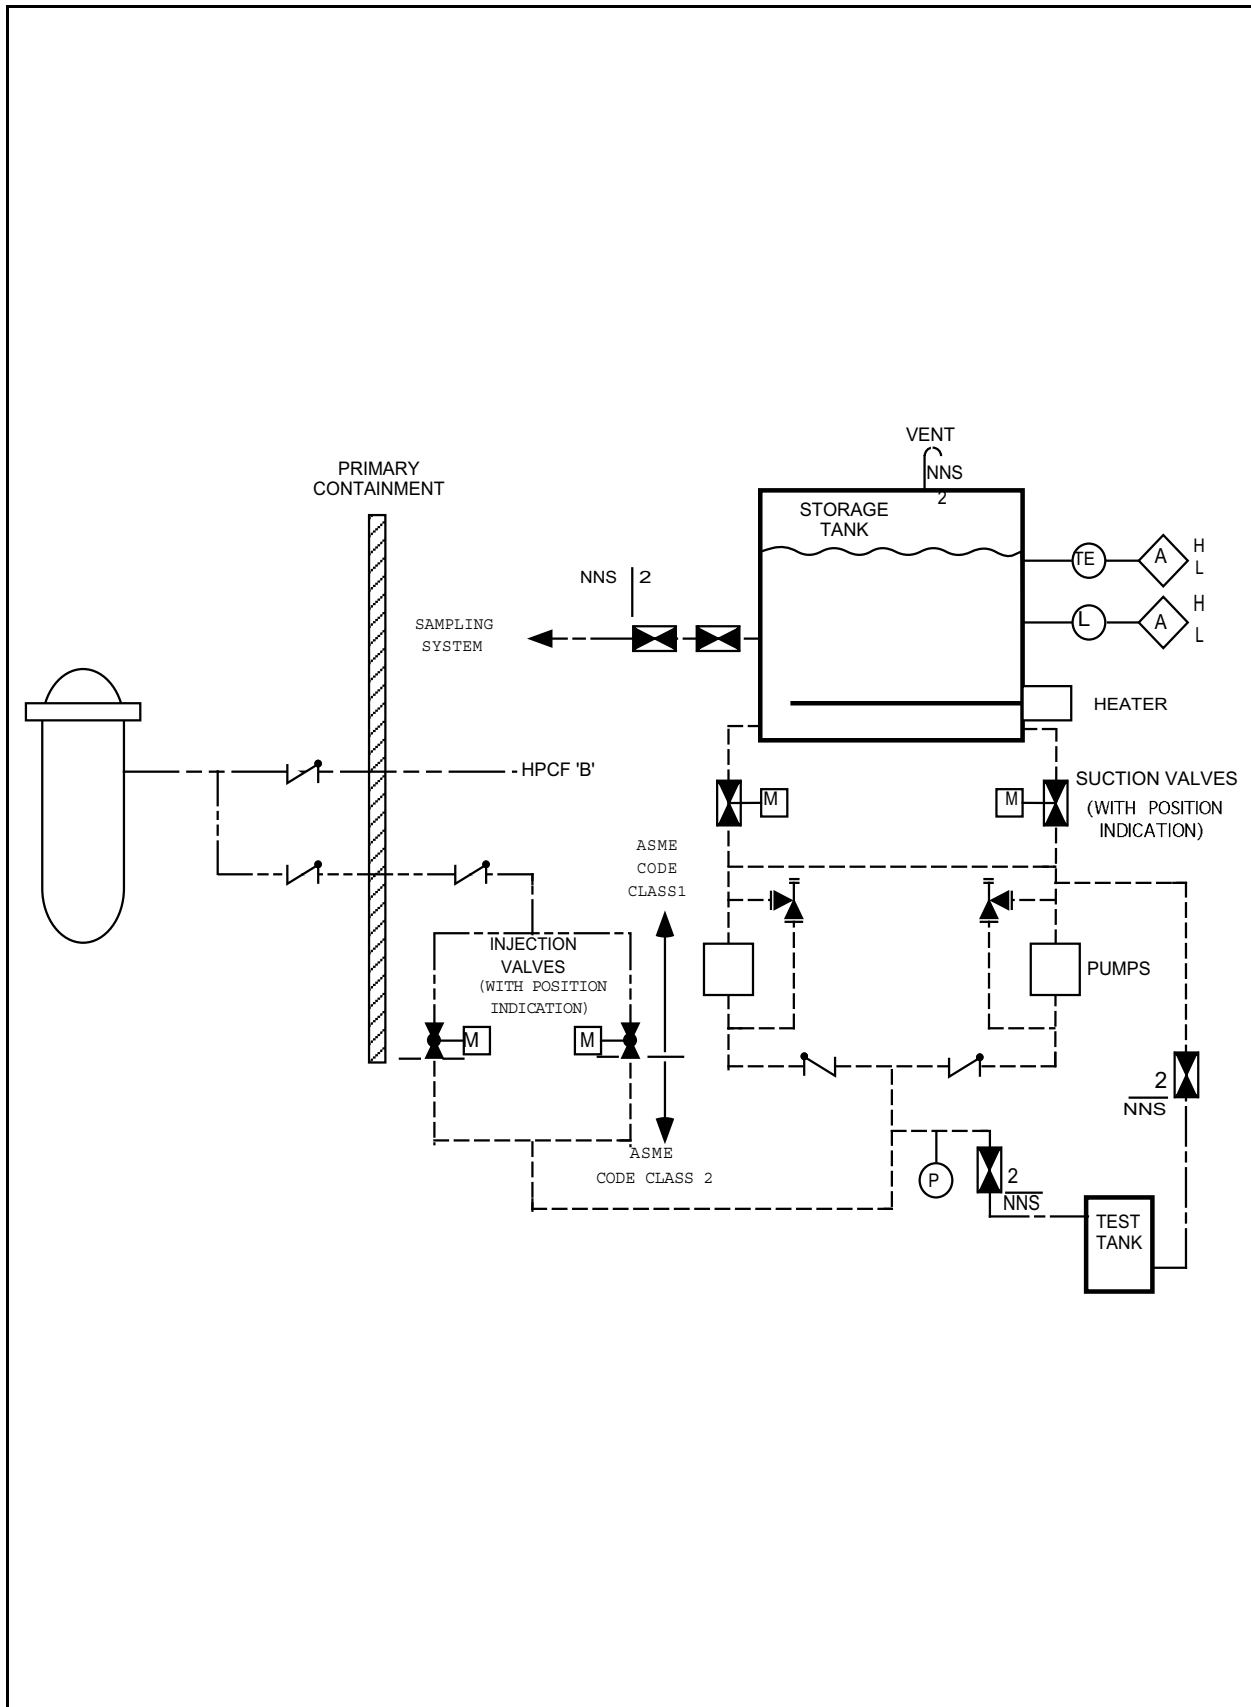 VENT
NNS
2
PRIMARY
CONTAINMENT
STORAGE
TANK
TE
A
H
L
NNS
2
L
A
H
L
SAMPLING
SYSTEM
HEATER
HPCF 'B'
M
M
SUCTION VALVES
(WITH POSITION
INDICATION)
ASME
CODE
CLASS1
INJECTION
VALVES
(WITH POSITION
INDICATION)
PUMPS
M
M
2
NNS
ASME
CODE CLASS 2
P
2
NNS
TEST
TANK